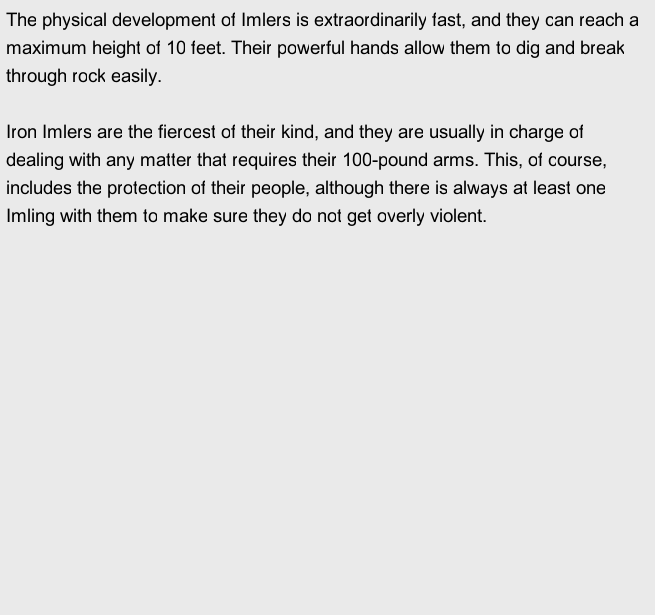 The physical development of Imlers is extraordinarily fast, and they can reach a
maximum height of 10 feet. Their powerful hands allow them to dig and break
through rock easily.

Iron Imlers are the fiercest of their kind, and they are usually in charge of
dealing with any matter that requires their 100-pound arms. This, of course,
includes the protection of their people, although there is always at least one
Imling with them to make sure they do not get overly violent.